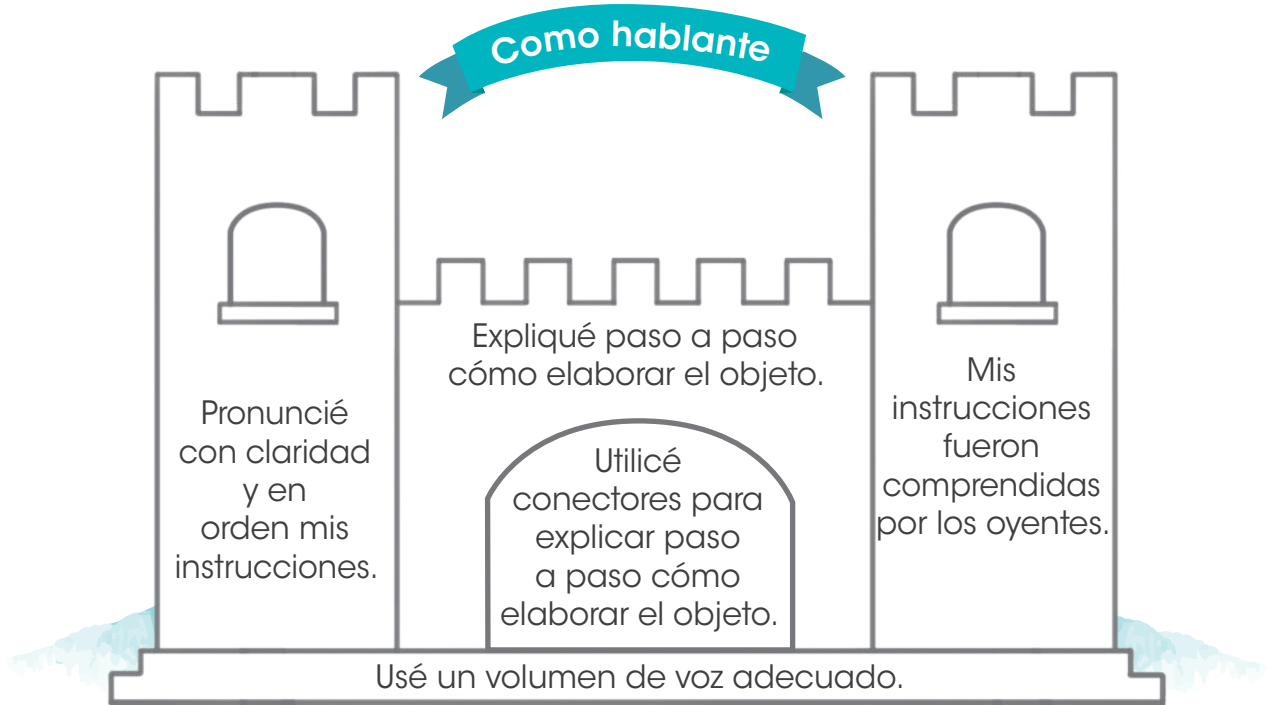 Como hablante
Expliqué paso a paso
cómo elaborar el objeto.
Pronuncié
con claridad
y en
orden mis
instrucciones.
Utilicé
conectores para
explicar paso
a paso cómo
elaborar el objeto.
Mis
instrucciones
fueron
comprendidas
por los oyentes.
Usé un volumen de voz adecuado.